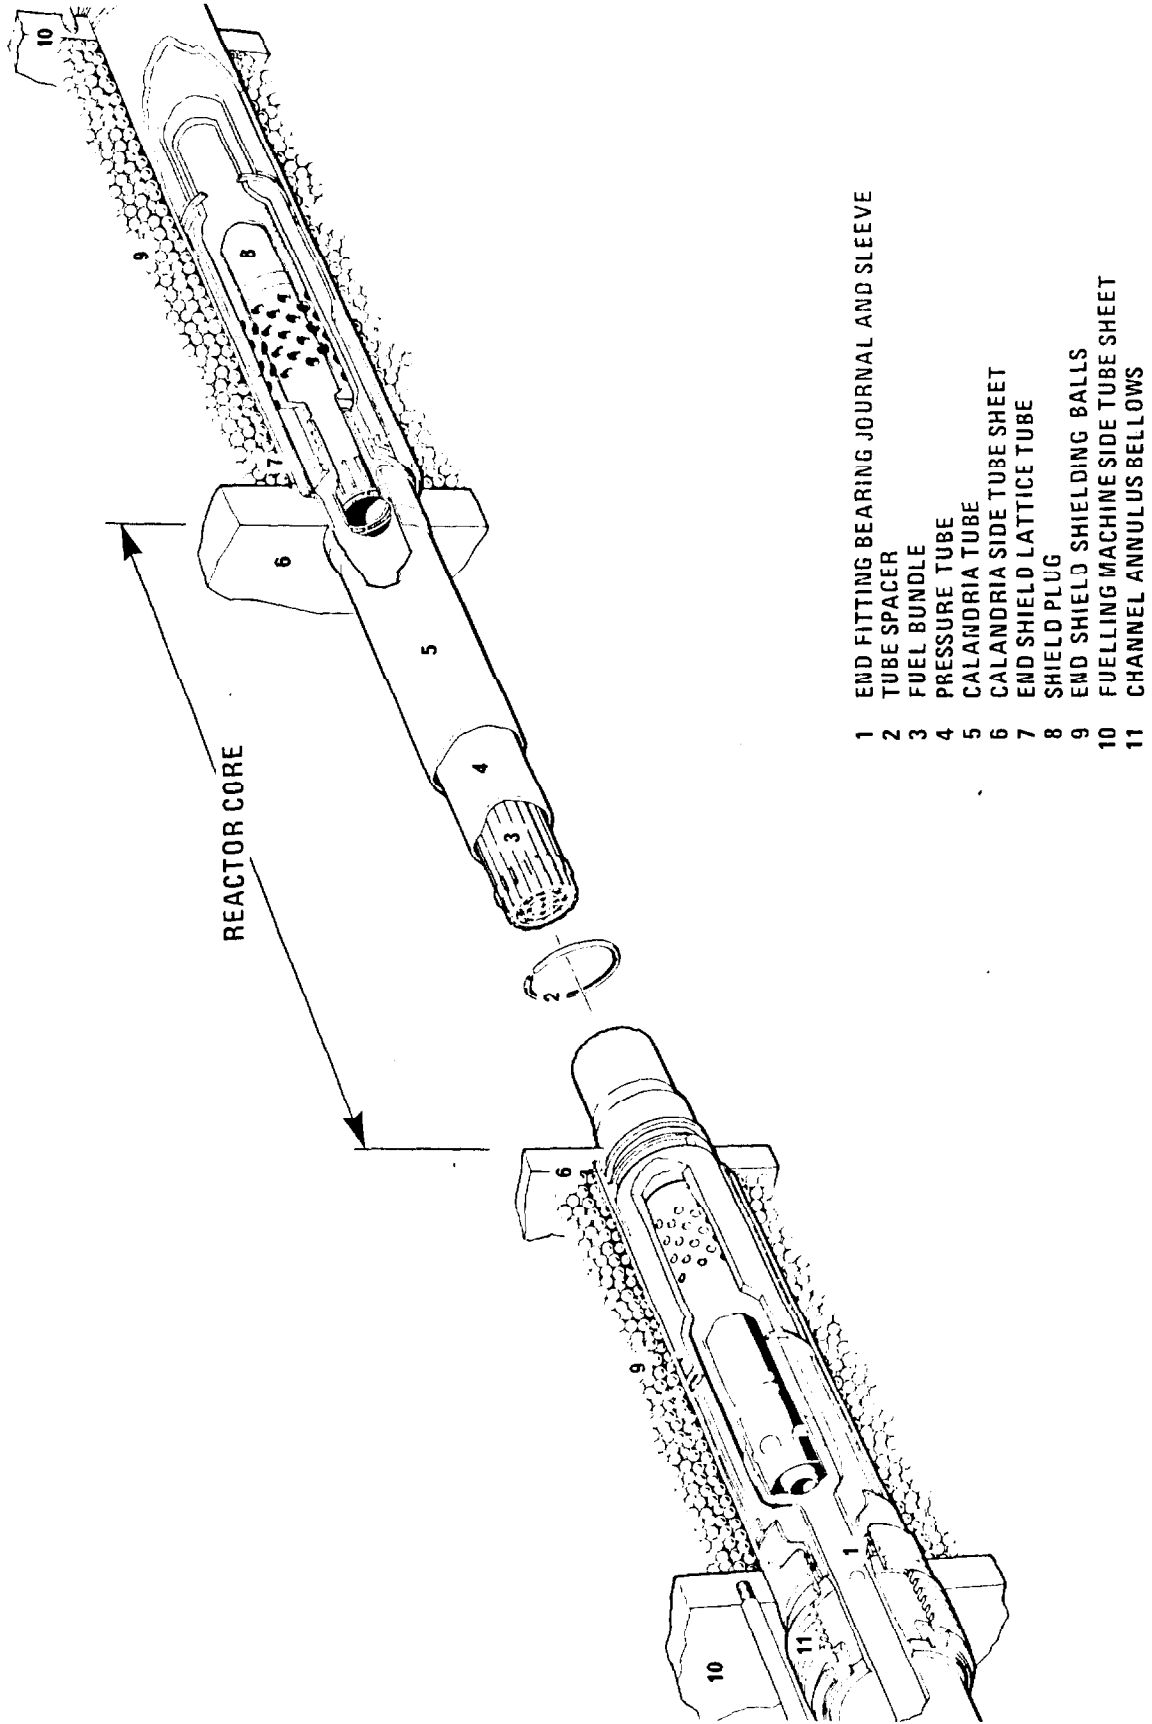 REACTOR CORE
10
9
8
7
6
5
4
3
2
6
9
1
11
10
1 END FITTING BEARING JOURNAL AND SLEEVE
2 TUBE SPACER
3 FUEL BUNDLE
4 PRESSURE TUBE
5 CALANDRIA TUBE
6 CALANDRIA SIDE TUBE SHEET
7 END SHIELD LATTICE TUBE
8 SHIELD PLUG
9 END SHIELD SHIELDING BALLS
10 FUELLING MACHINE SIDE TUBE SHEET
11 CHANNEL ANNULUS BELLOWS